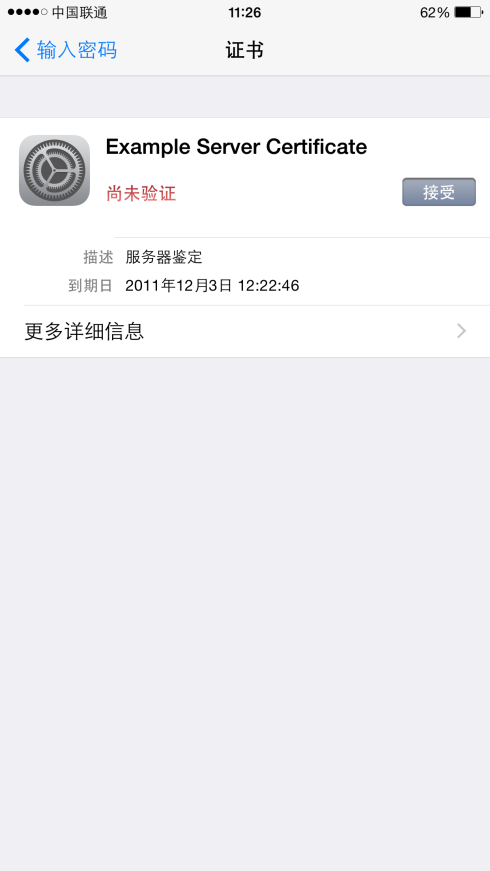 中国联通 11:26 62%
输入密码 证书
Example Server Certificate
尚未验证 接受
描述 服务器鉴定
到期日 2011年12月3日 12:22:46
更多详细信息